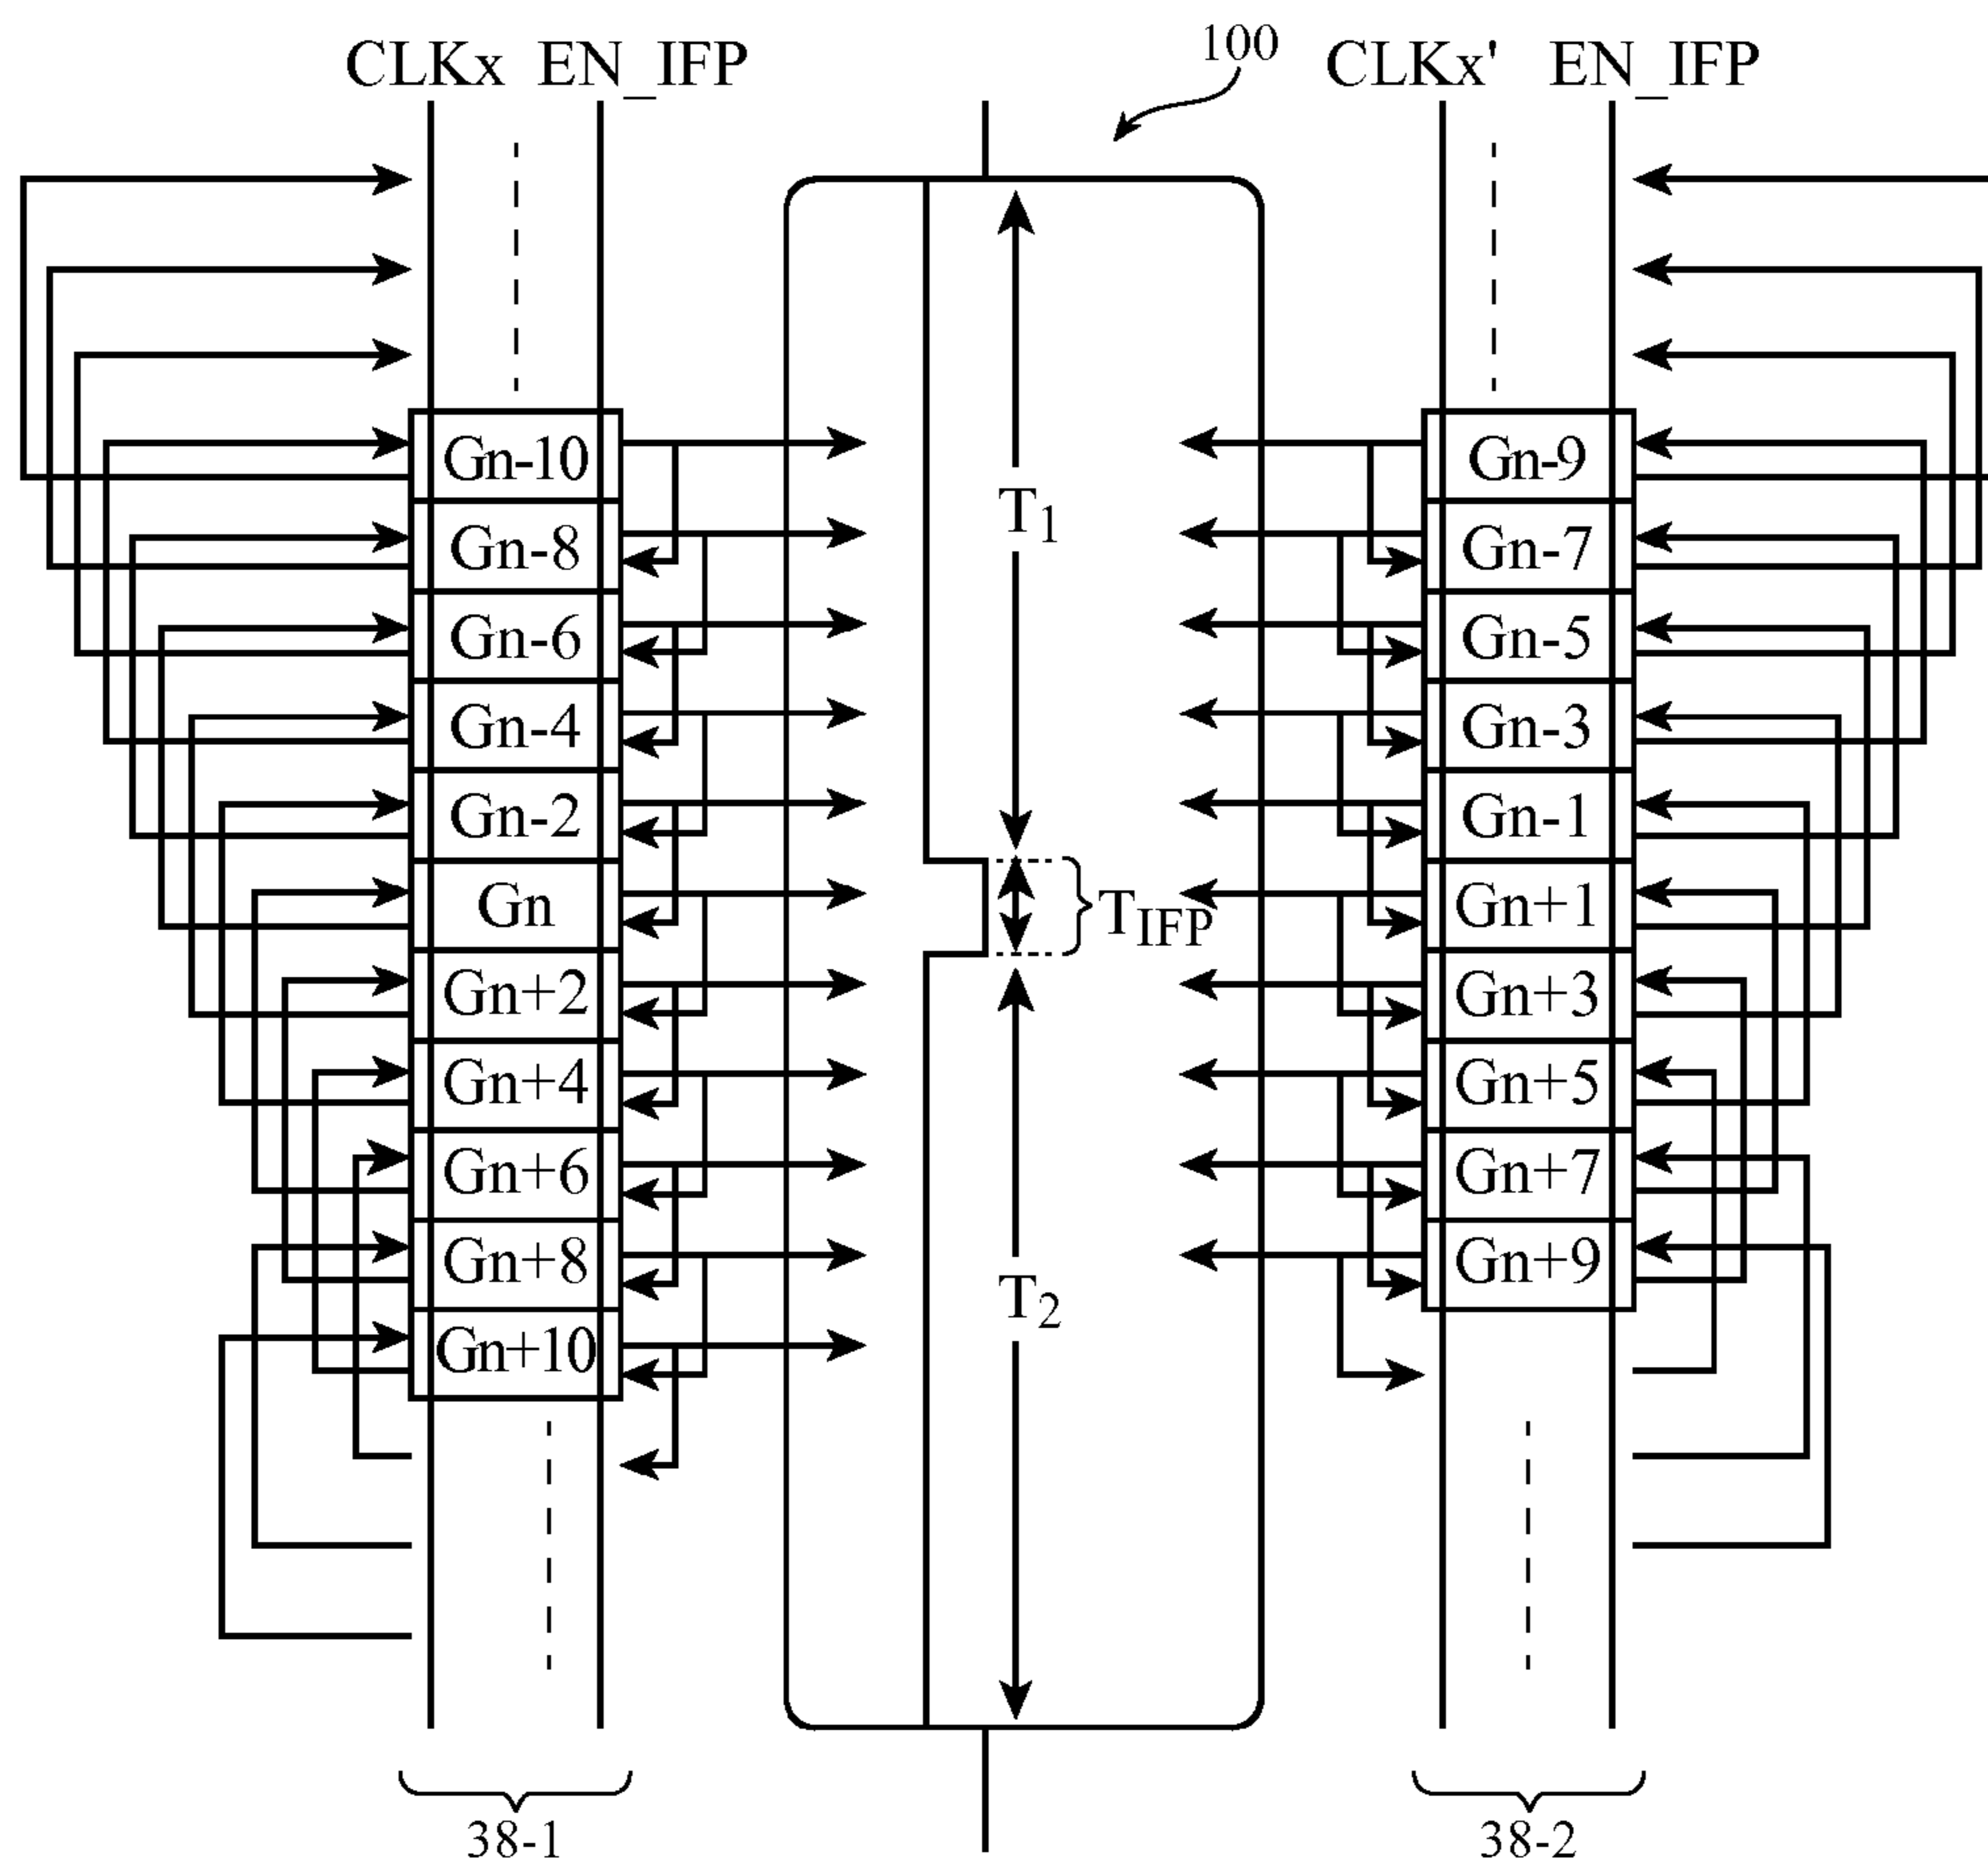 100
CLKx EN_IFP
CLKx' EN_IFP
Gn-10
Gn-8
Gn-6
Gn-4
Gn-2
Gn
Gn+2
Gn+4
Gn+6
Gn+8
Gn+10
T1
TIFP
T2
Gn-9
Gn-7
Gn-5
Gn-3
Gn-1
Gn+1
Gn+3
Gn+5
Gn+7
Gn+9
38-1
38-2